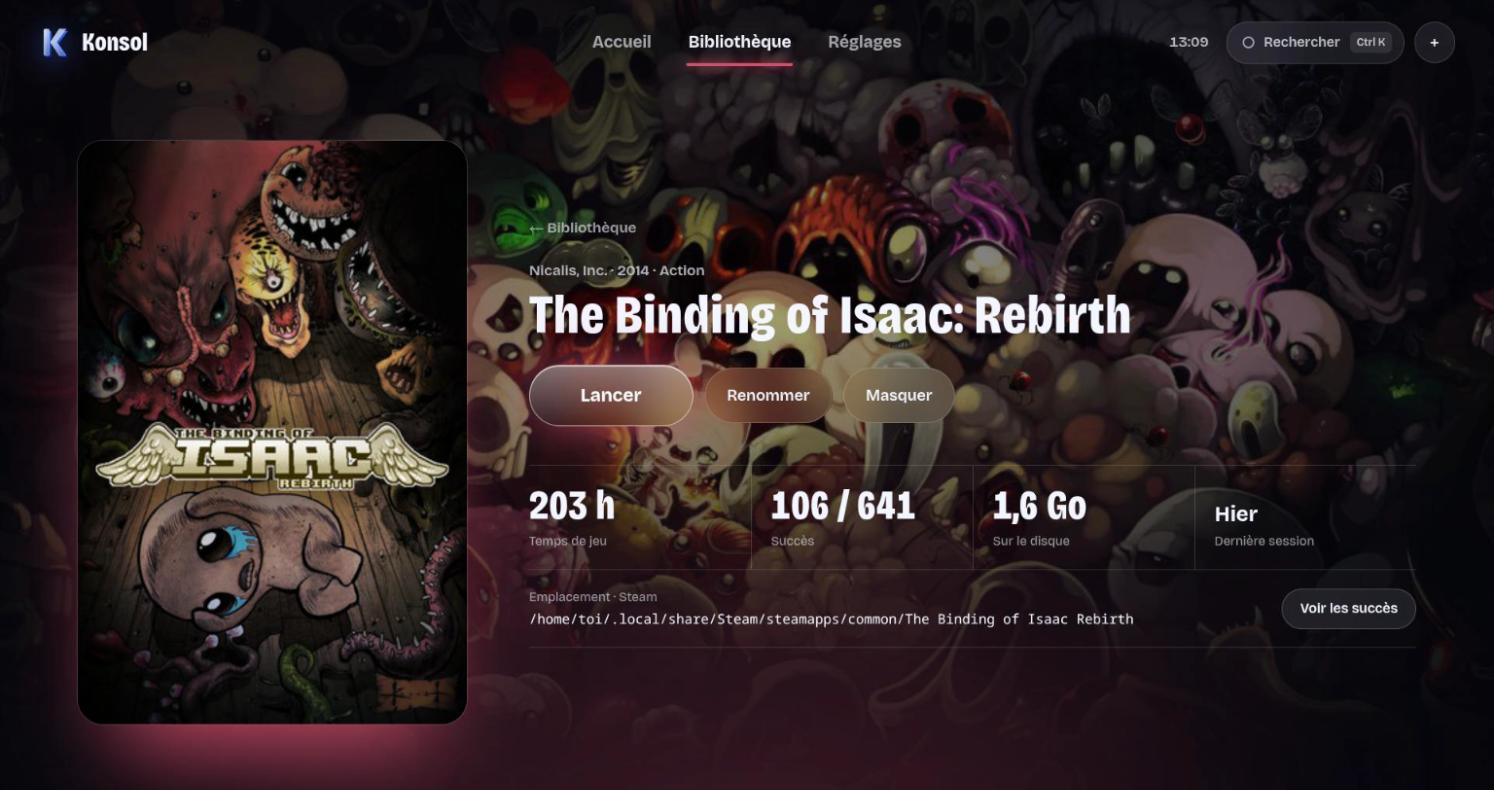 Konsol
Accueil
Bibliothèque
Réglages
13:09
Rechercher
Ctrl K
+
← Bibliothèque
Nicalis, Inc. · 2014 · Action
The Binding of Isaac: Rebirth
THE BINDING OF
ISAAC
REBIRTH
Lancer
Renommer
Masquer
203 h
Temps de jeu
106 / 641
Succès
1,6 Go
Sur le disque
Hier
Dernière session
Emplacement · Steam
/home/toi/.local/share/Steam/steamapps/common/The Binding of Isaac Rebirth
Voir les succès